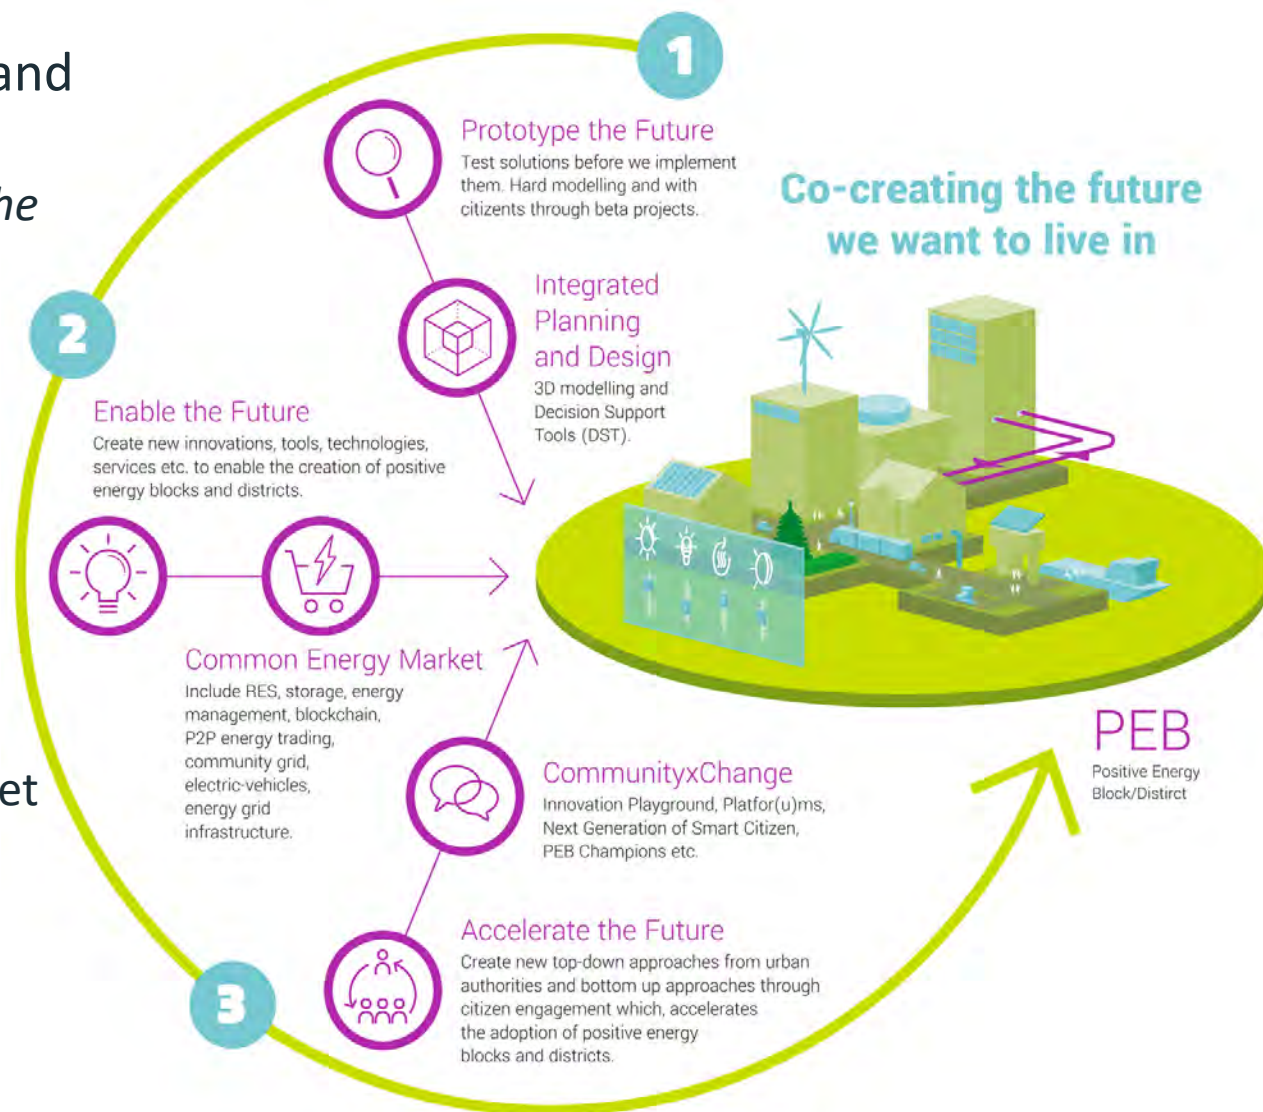 and
he
et
1
Prototype the Future
Test solutions before we implement
them. Hard modelling and with
citizents through beta projects.
Co-creating the future
we want to live in
Integrated
Planning
and Design
3D modelling and
Decision Support
Tools (DST).
2
Enable the Future
Create new innovations, tools, technologies,
services etc. to enable the creation of positive
energy blocks and districts.
Common Energy Market
Include RES, storage, energy
management, blockchain,
P2P energy trading,
community grid,
electric-vehicles,
energy grid
infrastructure.
CommunityxChange
Innovation Playground, Platfor(u)ms,
Next Generation of Smart Citizen,
PEB Champions etc.
3
Accelerate the Future
Create new top-down approaches from urban
authorities and bottom up approaches through
citizen engagement which, accelerates
the adoption of positive energy
blocks and districts.
PEB
Positive Energy
Block/Distirct